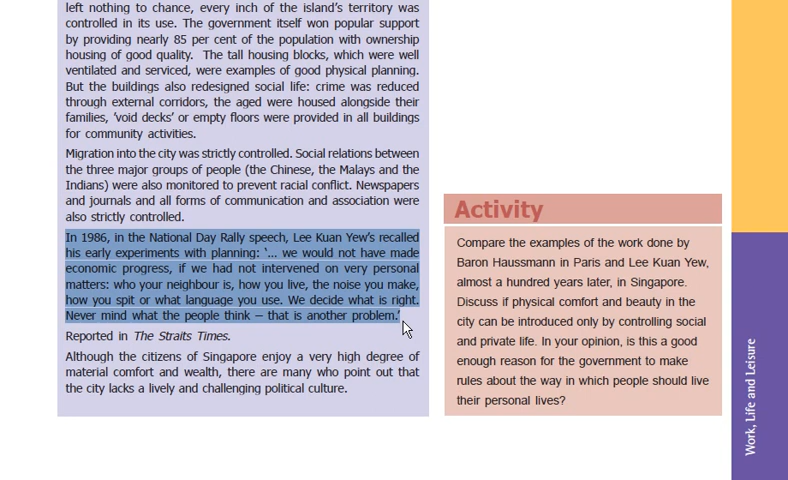 left nothing to chance, every inch of the island's territory was
controlled in its use. The government itself won popular support
by providing nearly 85 per cent of the population with ownership
housing of good quality. The tall housing blocks, which were well
ventilated and serviced, were examples of good physical planning.
But the buildings also redesigned social life: crime was reduced
through external corridors, the aged were housed alongside their
families, 'void decks' or empty floors were provided in all buildings
for community activities.
Migration into the city was strictly controlled. Social relations between
the three major groups of people (the Chinese, the Malays and the
Indians) were also monitored to prevent racial conflict. Newspapers
and journals and all forms of communication and association were
also strictly controlled.
In 1986, in the National Day Rally speech, Lee Kuan Yew's recalled
his early experiments with planning: '... we would not have made
economic progress, if we had not intervened on very personal
matters: who your neighbour is, how you live, the noise you make,
how you spit or what language you use. We decide what is right.
Never mind what the people think – that is another problem.'
Reported in The Straits Times.
Although the citizens of Singapore enjoy a very high degree of
material comfort and wealth, there are many who point out that
the city lacks a lively and challenging political culture.
Activity
Compare the examples of the work done by
Baron Haussmann in Paris and Lee Kuan Yew,
almost a hundred years later, in Singapore.
Discuss if physical comfort and beauty in the
city can be introduced only by controlling social
and private life. In your opinion, is this a good
enough reason for the government to make
rules about the way in which people should live
their personal lives?
Work, Life and Leisure